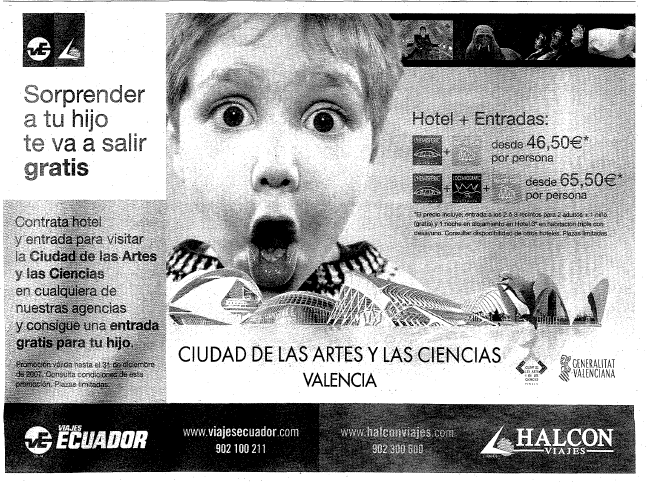 Sorprender
a tu hijo
te va a salir
gratis
Contrata hotel
y entrada para visitar
la Ciudad de las Artes
y las Ciencias
en cualquiera de
nuestras agencias
y consigue una entrada
gratis para tu hijo.
Promoción válida hasta el 31 de diciembre
de 2007. Consulta condiciones de esta
promoción. Plazas limitadas.
Hotel + Entradas:
+ desde 46,50€*
por persona
+ + desde 65,50€*
por persona
*El precio incluye, entrada a los 2 ó 3 recintos para 2 adultos + 1 niño
(gratis) y 1 noche en alojamiento en Hotel 3* en habitación triple con
desayuno. Consultar disponibilidad de otros hoteles. Plazas limitadas
CIUDAD DE LAS ARTES Y LAS CIENCIAS
VALENCIA
GENERALITAT
VALENCIANA
VIAJES
ECUADOR
www.viajesecuador.com
902 100 211
www.halconviajes.com
902 300 600
HALCON
VIAJES